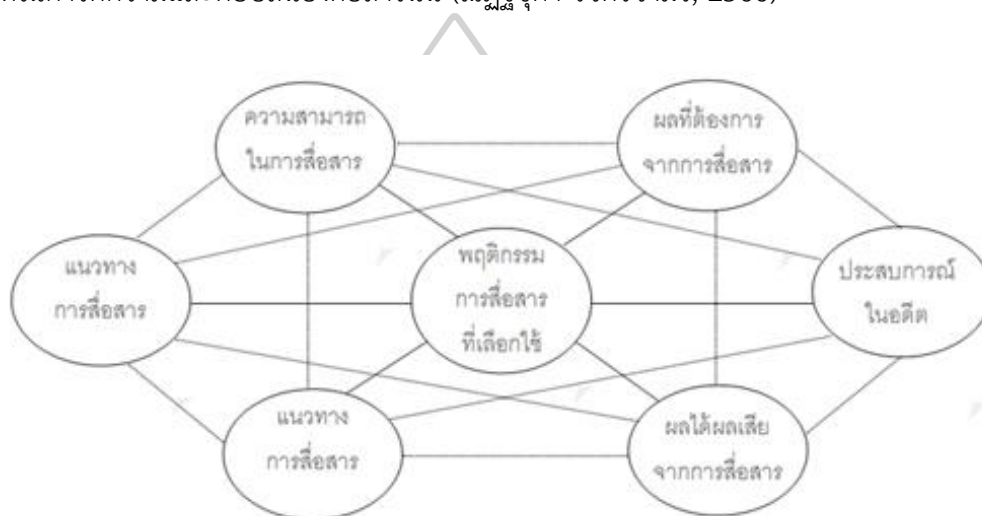 ความสามารถ
ในการสื่อสาร
ผลที่ต้องการ
จากการสื่อสาร
แนวทาง
การสื่อสาร
พฤติกรรม
การสื่อสาร
ที่เลือกใช้
ประสบการณ์
ในอดีต
แนวทาง
การสื่อสาร
ผลได้ผลเสีย
จากการสื่อสาร